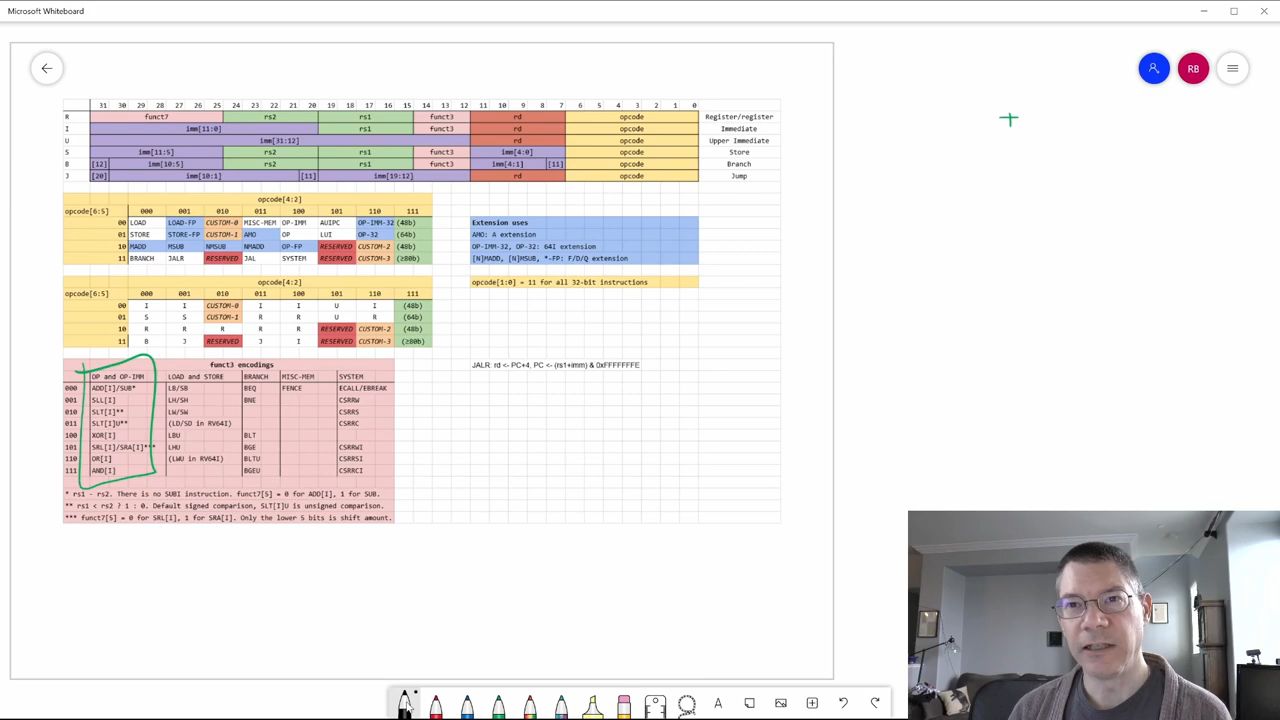 Microsoft Whiteboard
RB
31 30 29 28 27 26 25 24 23 22 21 20 19 18 17 16 15 14 13 12 11 10 9 8 7 6 5 4 3 2 1 0
R funct7 rs2 rs1 funct3 rd opcode Register/register
I imm[11:0] rs1 funct3 rd opcode Immediate
U imm[31:12] rd opcode Upper Immediate
S imm[11:5] rs2 rs1 funct3 imm[4:0] opcode Store
B [12] imm[10:5] rs2 rs1 funct3 imm[4:1] [11] opcode Branch
J [20] imm[10:1] [11] imm[19:12] rd opcode Jump
opcode[4:2]
opcode[6:5] 000 001 010 011 100 101 110 111
00 LOAD LOAD-FP CUSTOM-0 MISC-MEM OP-IMM AUIPC OP-IMM-32 (48b) Extension uses
01 STORE STORE-FP CUSTOM-1 AMO OP LUI OP-32 (64b) AMO: A extension
10 MADD MSUB NMSUB NMADD OP-FP RESERVED CUSTOM-2 (48b) OP-IMM-32, OP-32: 64I extension
11 BRANCH JALR RESERVED JAL SYSTEM RESERVED CUSTOM-3 (≥80b) [N]MADD, [N]MSUB, *-FP: F/D/Q extension
opcode[4:2] opcode[1:0] = 11 for all 32-bit instructions
opcode[6:5] 000 001 010 011 100 101 110 111
00 I I CUSTOM-0 I I U I (48b)
01 S S CUSTOM-1 R R U R (64b)
10 R R R R R RESERVED CUSTOM-2 (48b)
11 B J RESERVED J I RESERVED CUSTOM-3 (≥80b)
funct3 encodings JALR: rd <- PC+4, PC <- (rs1+imm) & 0xFFFFFFFE
OP and OP-IMM LOAD and STORE BRANCH MISC-MEM SYSTEM
000 ADD[I]/SUB* LB/SB BEQ FENCE ECALL/EBREAK
001 SLL[I] LH/SH BNE CSRRW
010 SLT[I]** LW/SW CSRRS
011 SLT[I]U** (LD/SD in RV64I) CSRRC
100 XOR[I] LBU BLT
101 SRL[I]/SRA[I]*** LHU BGE CSRRWI
110 OR[I] (LWU in RV64I) BLTU CSRRSI
111 AND[I] BGEU CSRRCI
* rs1 - rs2. There is no SUBI instruction. funct7[5] = 0 for ADD[I], 1 for SUB.
** rs1 < rs2 ? 1 : 0. Default signed comparison, SLT[I]U is unsigned comparison.
*** funct7[5] = 0 for SRL[I], 1 for SRA[I]. Only the lower 5 bits is shift amount.
A